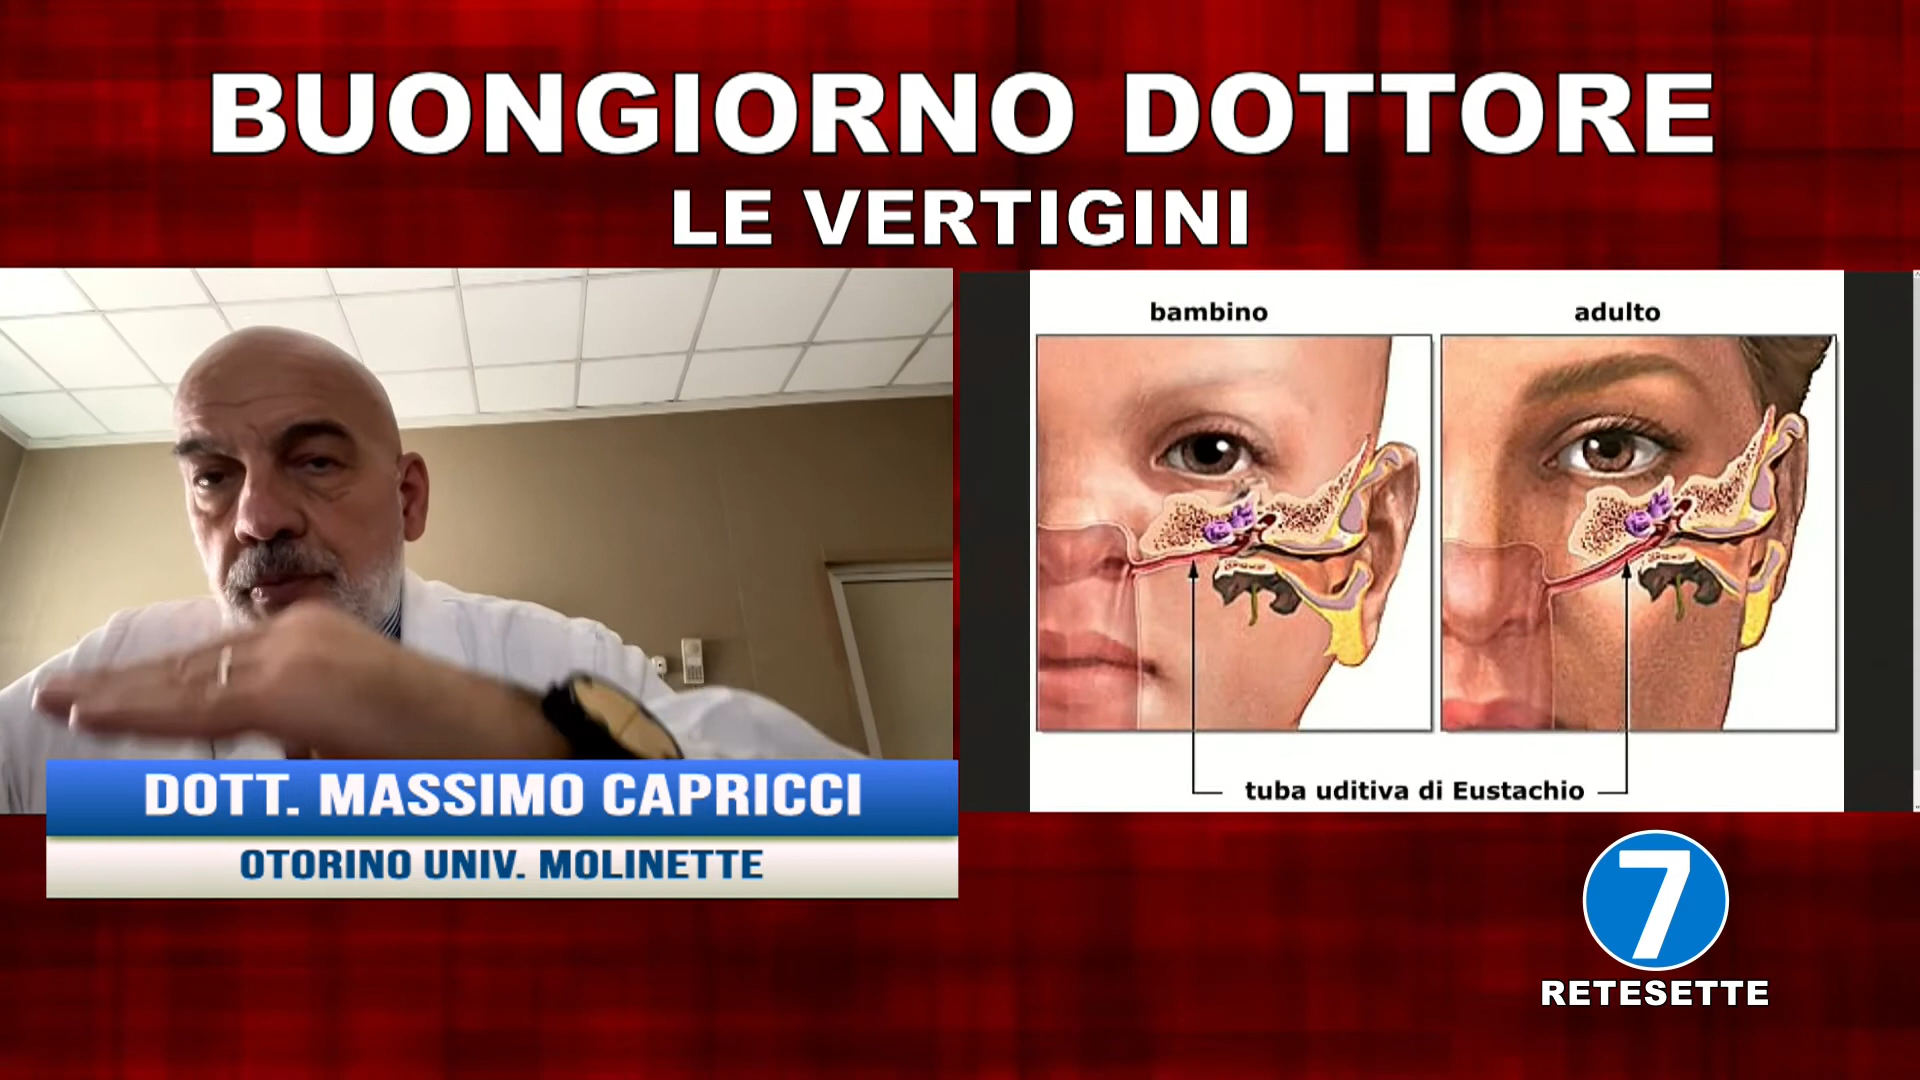 BUONGIORNO DOTTORE
LE VERTIGINI
bambino
adulto
tuba uditiva di Eustachio
DOTT. MASSIMO CAPRICCI
OTORINO UNIV. MOLINETTE
7
RETESETTE